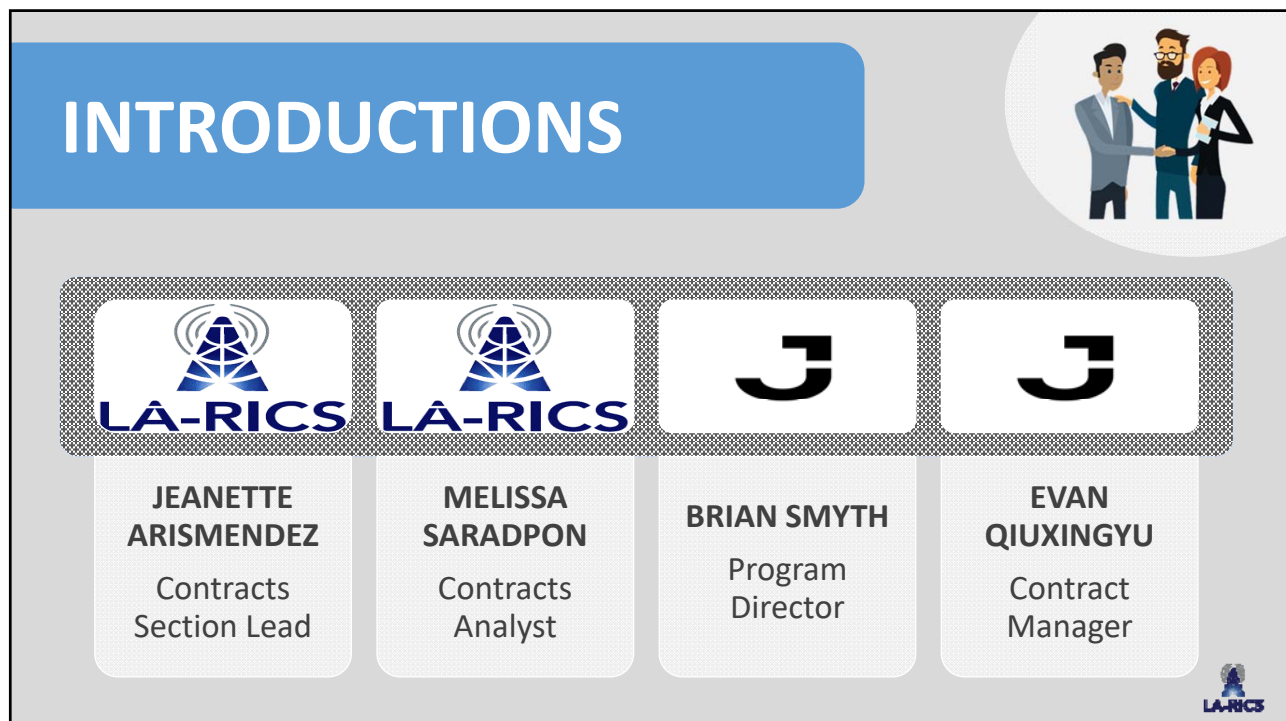 INTRODUCTIONS
LA-RICS
LA-RICS
J
J
JEANETTE
ARISMENDEZ
Contracts
Section Lead
MELISSA
SARADPON
Contracts
Analyst
BRIAN SMYTH
Program
Director
EVAN
QIUXINGYU
Contract
Manager
LA-RICS